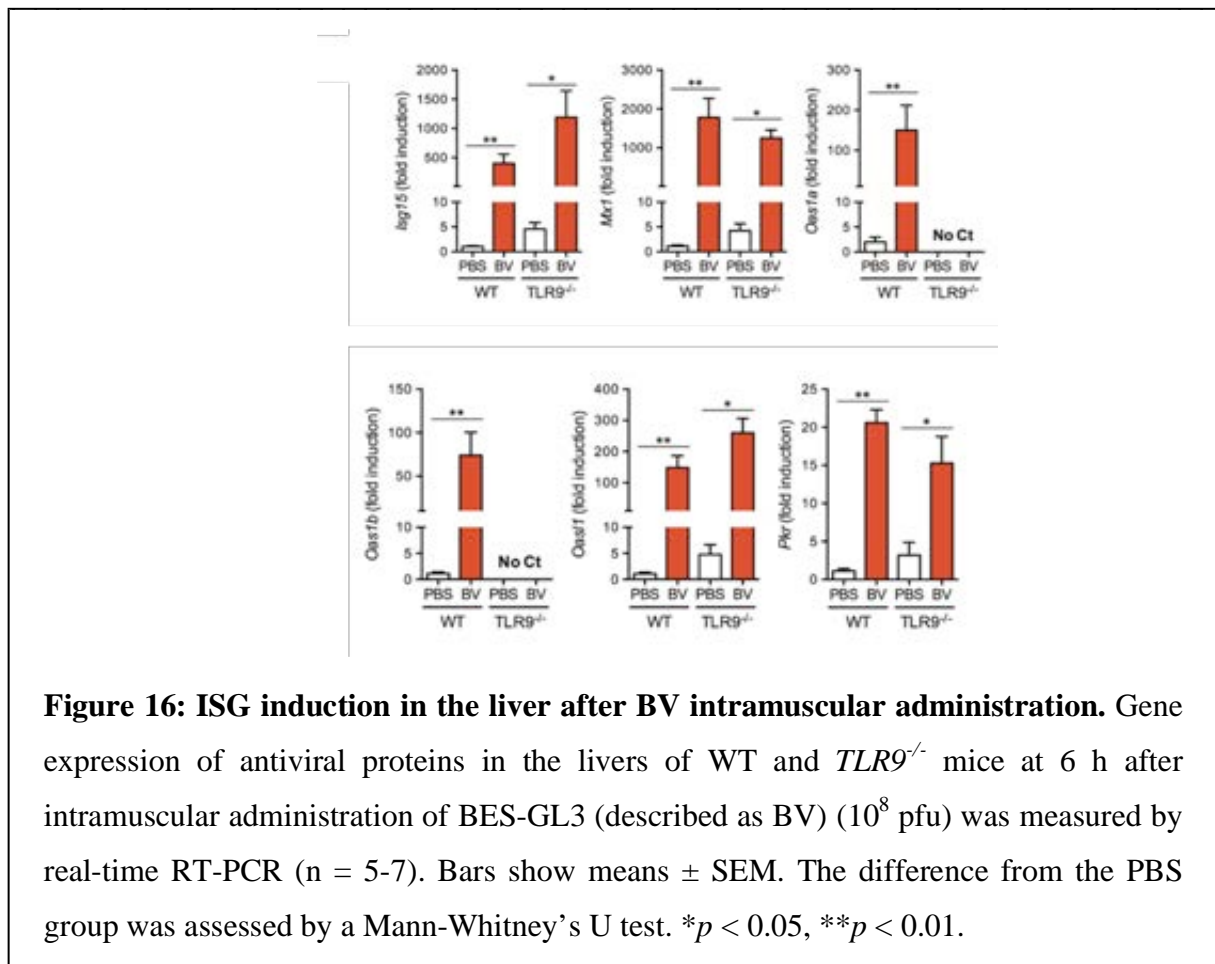 2000
1500
1000
500
10
5
0
Isg15 (fold induction)
** *
PBS BV PBS BV
WT TLR9-/-
3000
2000
1000
10
5
0
Mx1 (fold induction)
** *
PBS BV PBS BV
WT TLR9-/-
300
200
100
10
5
0
Oas1a (fold induction)
**
No Ct
PBS BV PBS BV
WT TLR9-/-
150
100
50
10
5
0
Oas1b (fold induction)
**
No Ct
PBS BV PBS BV
WT TLR9-/-
400
300
200
100
10
5
0
Oasl1 (fold induction)
** *
PBS BV PBS BV
WT TLR9-/-
25
20
15
10
5
0
Pkr (fold induction)
** *
PBS BV PBS BV
WT TLR9-/-
Figure 16: ISG induction in the liver after BV intramuscular administration. Gene
expression of antiviral proteins in the livers of WT and TLR9-/- mice at 6 h after
intramuscular administration of BES-GL3 (described as BV) (10⁸ pfu) was measured by
real-time RT-PCR (n = 5-7). Bars show means ± SEM. The difference from the PBS
group was assessed by a Mann-Whitney’s U test. *p < 0.05, **p < 0.01.